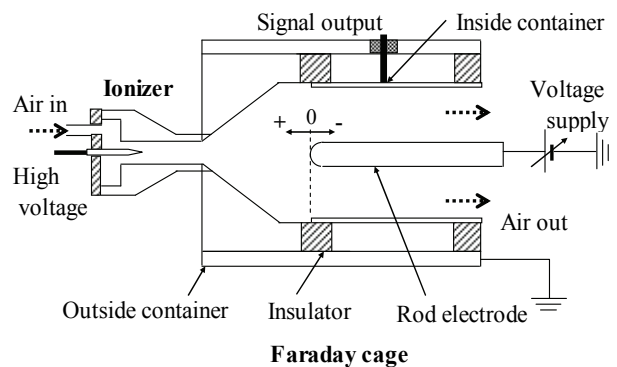 Signal output
Inside container
Ionizer
Air in
+ 0 -
Voltage
supply
High
voltage
Air out
Outside container
Insulator
Rod electrode
Faraday cage